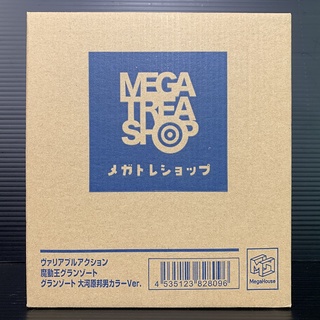 MEGA
TREA
SHOP
メガトレショップ
ヴァリアブルアクション
魔動王グランゾート
グランゾート 大河原邦男カラーVer.
4 535123 828096
MegaHouse